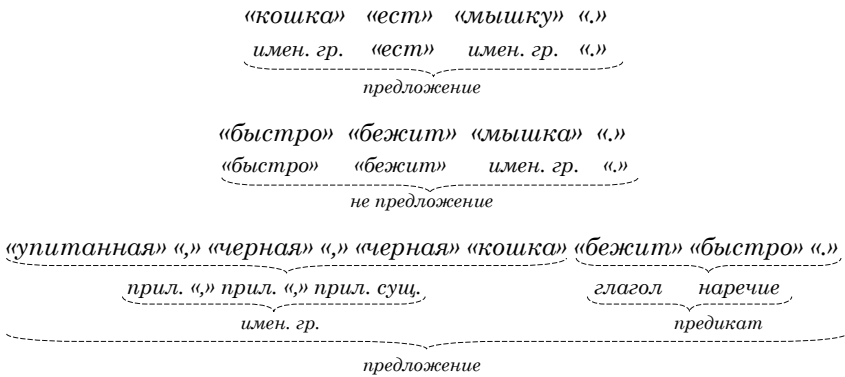 «кошка» «ест» «мышку» «.»
имен. гр. «ест» имен. гр. «.»
предложение
«быстро» «бежит» «мышка» «.»
«быстро» «бежит» имен. гр. «.»
не предложение
«упитанная» «,» «черная» «,» «черная» «кошка» «бежит» «быстро» «.»
прил. «,» прил. «,» прил. сущ. глагол наречие
имен. гр. предикат
предложение